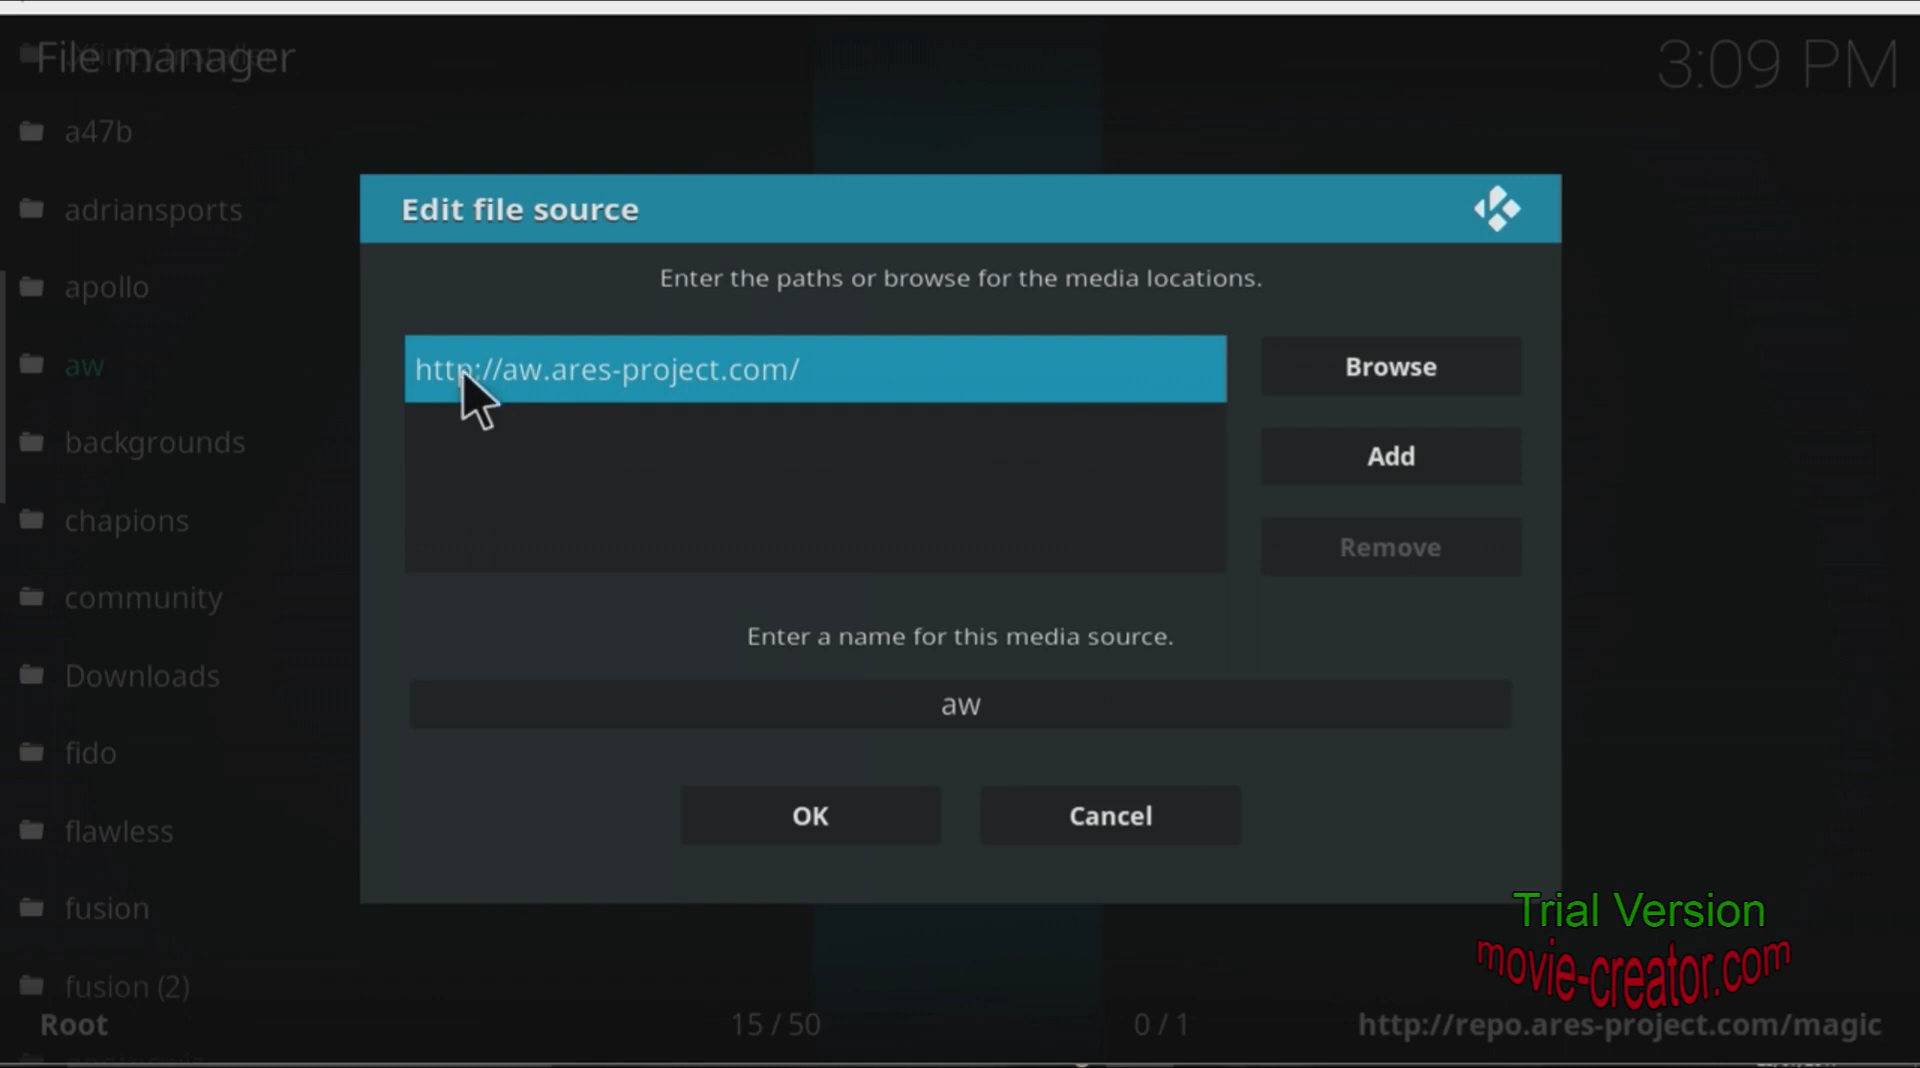 File manager
3:09 PM
a47b
adriansports
apollo
aw
backgrounds
chapions
community
Downloads
fido
flawless
fusion
fusion (2)
Edit file source
Enter the paths or browse for the media locations.
http://aw.ares-project.com/
Browse
Add
Remove
Enter a name for this media source.
aw
OK
Cancel
Trial Version
movie-creator.com
Root
15 / 50
0 / 1
http://repo.ares-project.com/magic